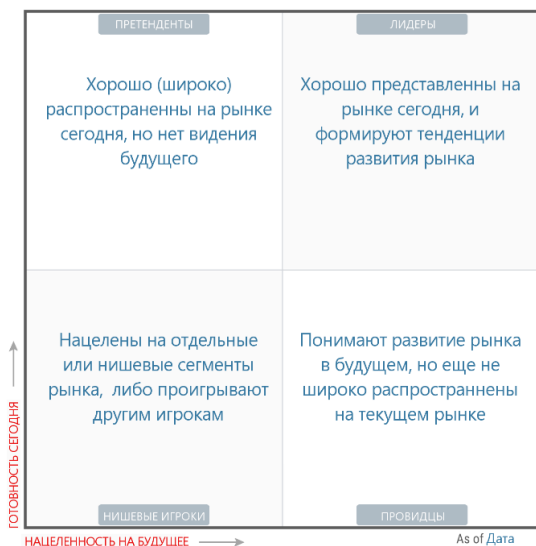 ПРЕТЕНДЕНТЫ
ЛИДЕРЫ
Хорошо (широко)
распространенны на рынке
сегодня, но нет видения
будущего
Хорошо представленны на
рынке сегодня, и
формируют тенденции
развития рынка
Нацелены на отдельные
или нишевые сегменты
рынка, либо проигрывают
другим игрокам
Понимают развитие рынка
в будущем, но еще не
широко распространнены
на текущем рынке
ГОТОВНОСТЬ СЕГОДНЯ
НИШЕВЫЕ ИГРОКИ
ПРОВИДЦЫ
НАЦЕЛЕННОСТЬ НА БУДУЩЕЕ
As of Дата